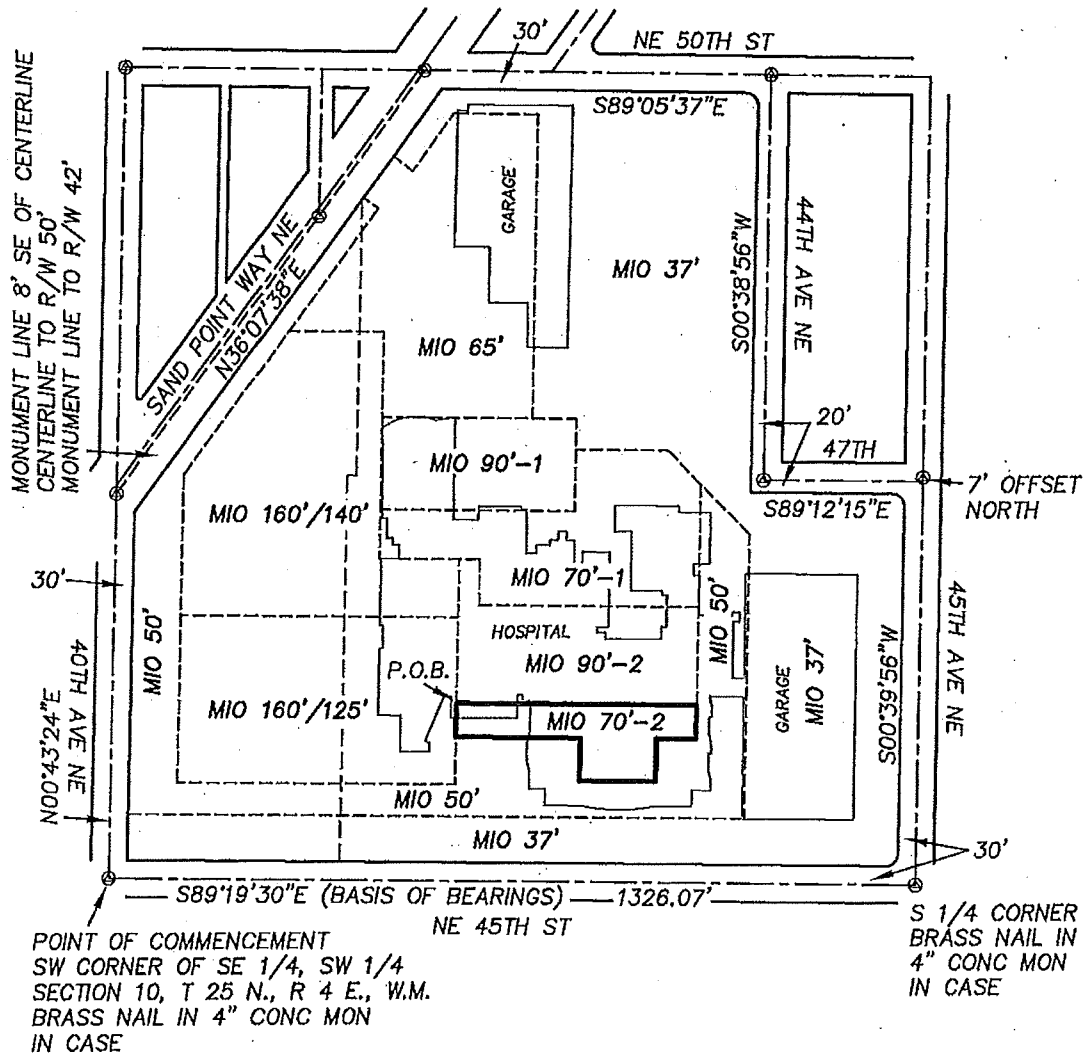 30'
NE 50TH ST
S89°05'37"E
MONUMENT LINE 8' SE OF CENTERLINE
CENTERLINE TO R/W 50'
MONUMENT LINE TO R/W 42'
SAND POINT WAY NE
N36°07'38"E
GARAGE
MIO 37'
S00°38'56"W
44TH AVE NE
MIO 65'
20'
47TH
MIO 90'-1
7' OFFSET
NORTH
S89°12'15"E
MIO 160'/140'
30'
MIO 70'-1
MIO 50'
MIO 50'
HOSPITAL
MIO 90'-2
40TH AVE NE
N00°43'24"E
P.O.B.
MIO 160'/125'
MIO 70'-2
GARAGE
MIO 37'
S00°39'56"W
45TH AVE NE
MIO 50'
MIO 37'
30'
S89°19'30"E (BASIS OF BEARINGS) 1326.07'
NE 45TH ST
POINT OF COMMENCEMENT
SW CORNER OF SE 1/4, SW 1/4
SECTION 10, T 25 N., R 4 E., W.M.
BRASS NAIL IN 4" CONC MON
IN CASE
S 1/4 CORNER
BRASS NAIL IN
4" CONC MON
IN CASE